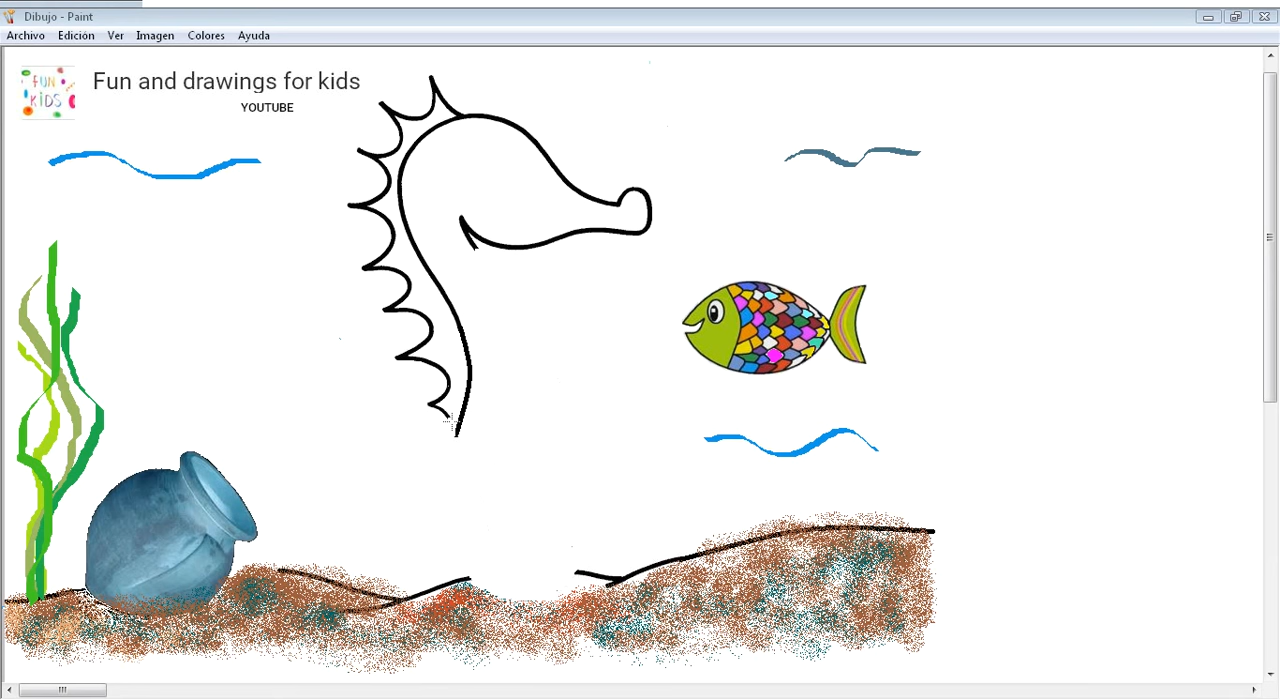 Dibujo - Paint
Archivo Edición Ver Imagen Colores Ayuda
FUN
KIDS
Fun and drawings for kids
YOUTUBE